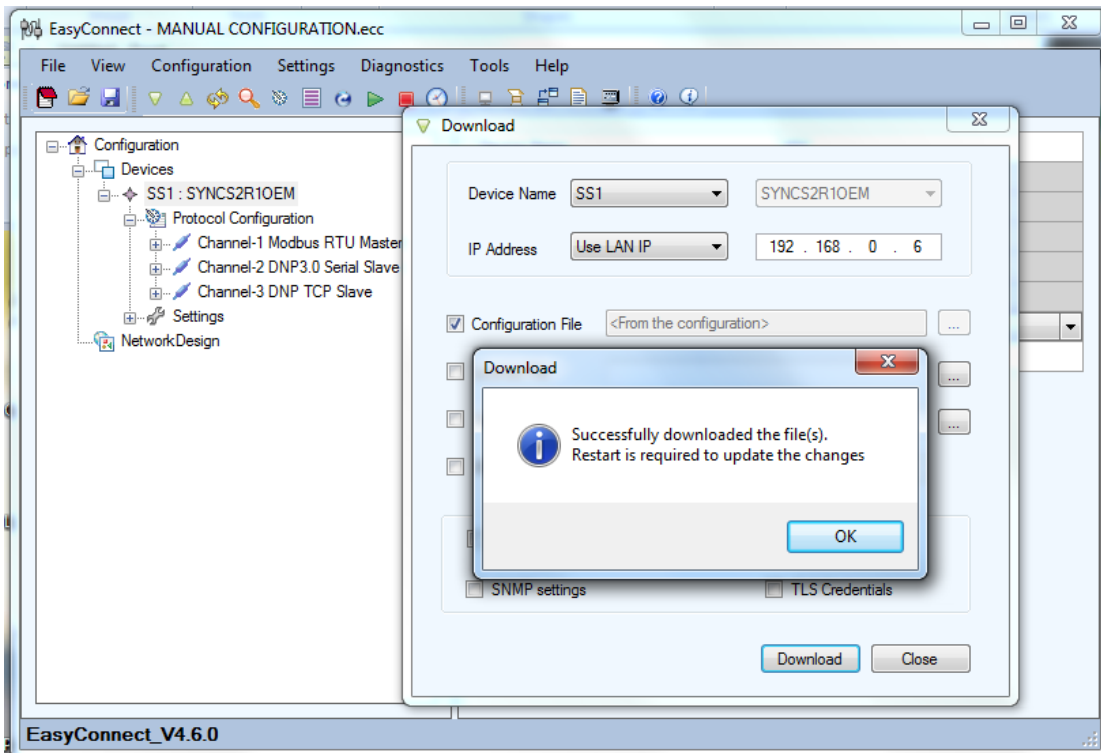 EasyConnect - MANUAL CONFIGURATION.ecc
File View Configuration Settings Diagnostics Tools Help
Download
Configuration
Devices
SS1 : SYNCS2R1OEM
Protocol Configuration
Channel-1 Modbus RTU Master
Channel-2 DNP3.0 Serial Slave
Channel-3 DNP TCP Slave
Settings
NetworkDesign
Device Name SS1 SYNCS2R1OEM
IP Address Use LAN IP 192 . 168 . 0 . 6
Configuration File <From the configuration> ...
...
...
Download
Successfully downloaded the file(s).
Restart is required to update the changes
OK
SNMP settings TLS Credentials
Download Close
EasyConnect_V4.6.0